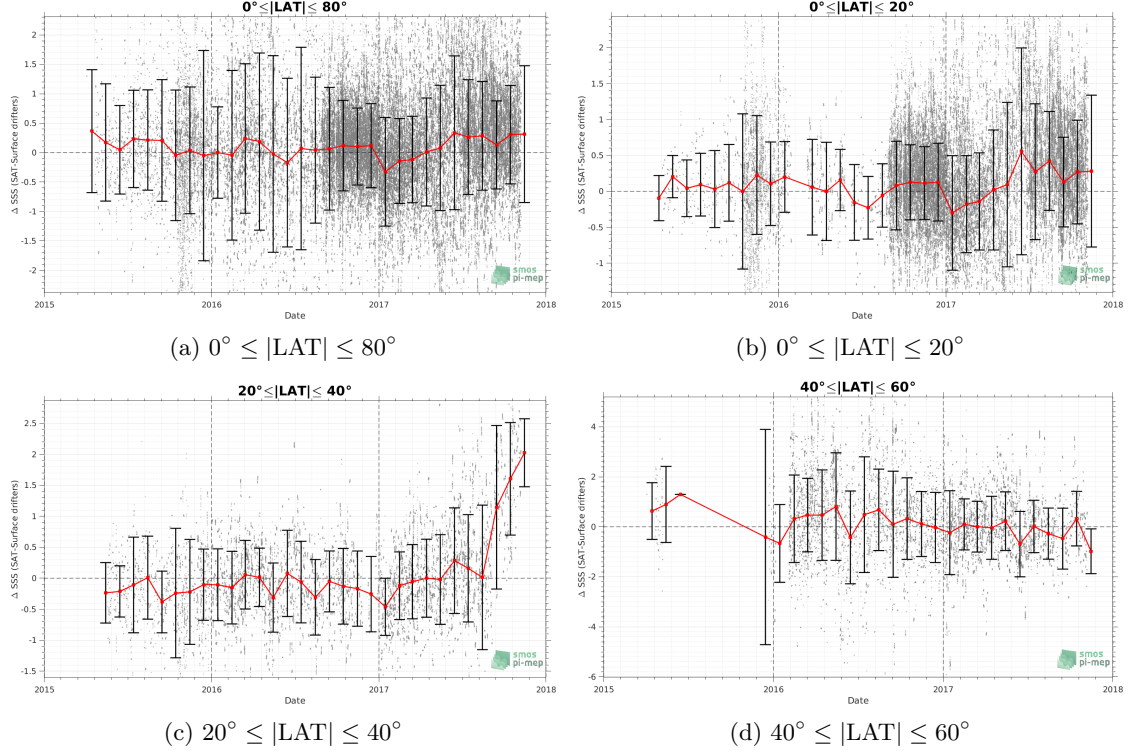 0°≤|LAT|≤ 80°
Δ SSS (SAT-Surface drifters)
2
1.5
1
0.5
0
-0.5
-1
-1.5
-2
2015
2016
2017
2018
Date
smos
pi-mep
(a) 0° ≤ |LAT| ≤ 80°
0°≤|LAT|≤ 20°
Δ SSS (SAT-Surface drifters)
2
1.5
1
0.5
0
-0.5
-1
2015
2016
2017
2018
Date
smos
pi-mep
(b) 0° ≤ |LAT| ≤ 20°
20°≤|LAT|≤ 40°
Δ SSS (SAT-Surface drifters)
2.5
2
1.5
1
0.5
0
-0.5
-1
-1.5
2015
2016
2017
2018
Date
smos
pi-mep
(c) 20° ≤ |LAT| ≤ 40°
40°≤|LAT|≤ 60°
Δ SSS (SAT-Surface drifters)
4
2
0
-2
-4
-6
2015
2016
2017
2018
Date
smos
pi-mep
(d) 40° ≤ |LAT| ≤ 60°